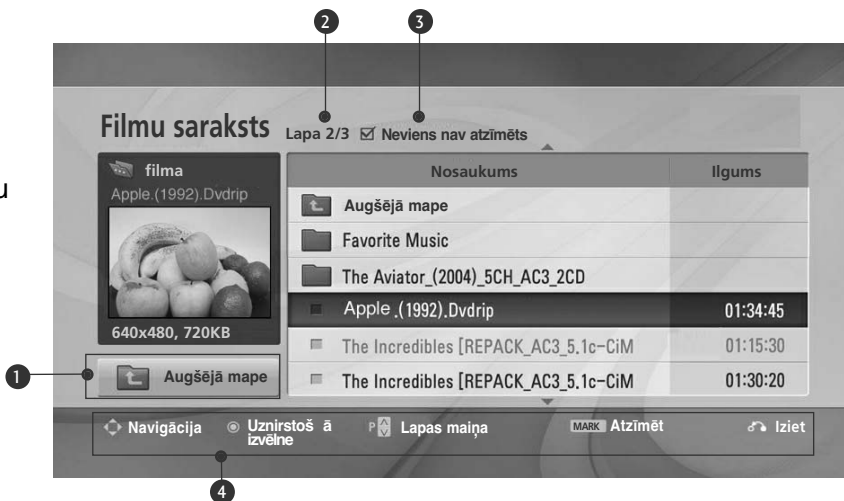 2 3
Filmu saraksts Lapa 2/3 Neviens nav atzīmēts
filma
Apple.(1992).Dvdrip
640x480, 720KB
u
Nosaukums Ilgums
Augšējā mape
Favorite Music
The Aviator_(2004)_5CH_AC3_2CD
Apple .(1992).Dvdrip 01:34:45
The Incredibles [REPACK_AC3_5.1c-CiM 01:15:30
The Incredibles [REPACK_AC3_5.1c-CiM 01:30:20
1 Augšējā mape
Navigācija Uznirstoš ā izvēlne P Lapas maiņa MARK Atzīmēt Iziet
4